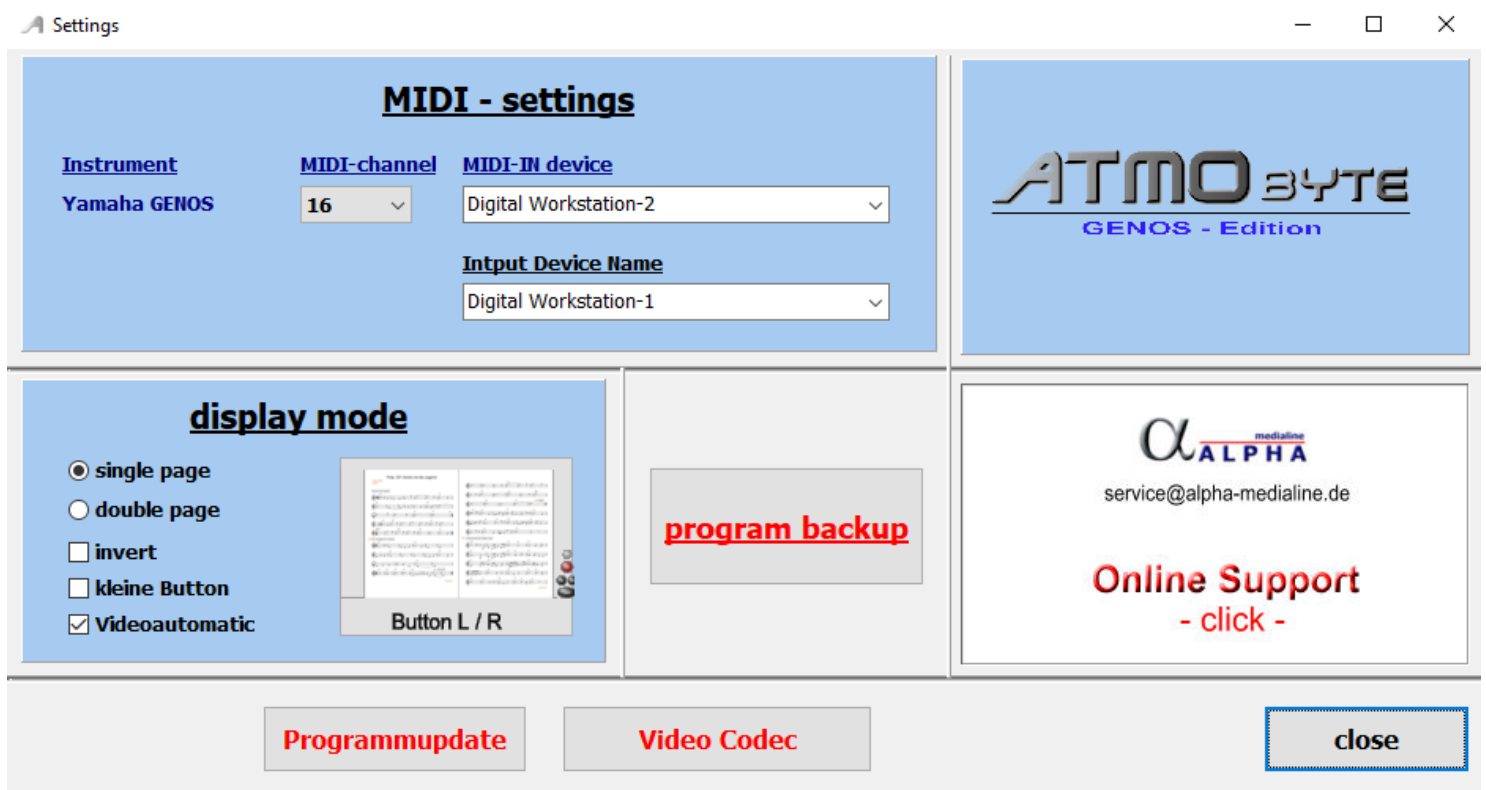 Settings
MIDI - settings
Instrument MIDI-channel MIDI-IN device
Yamaha GENOS 16 Digital Workstation-2
Intput Device Name
Digital Workstation-1
ATMO BYTE
GENOS - Edition
display mode
single page
double page
invert
kleine Button
Videoautomatic
Button L / R
program backup
α ALPHA medialine
service@alpha-medialine.de
Online Support
- click -
Programmupdate
Video Codec
close